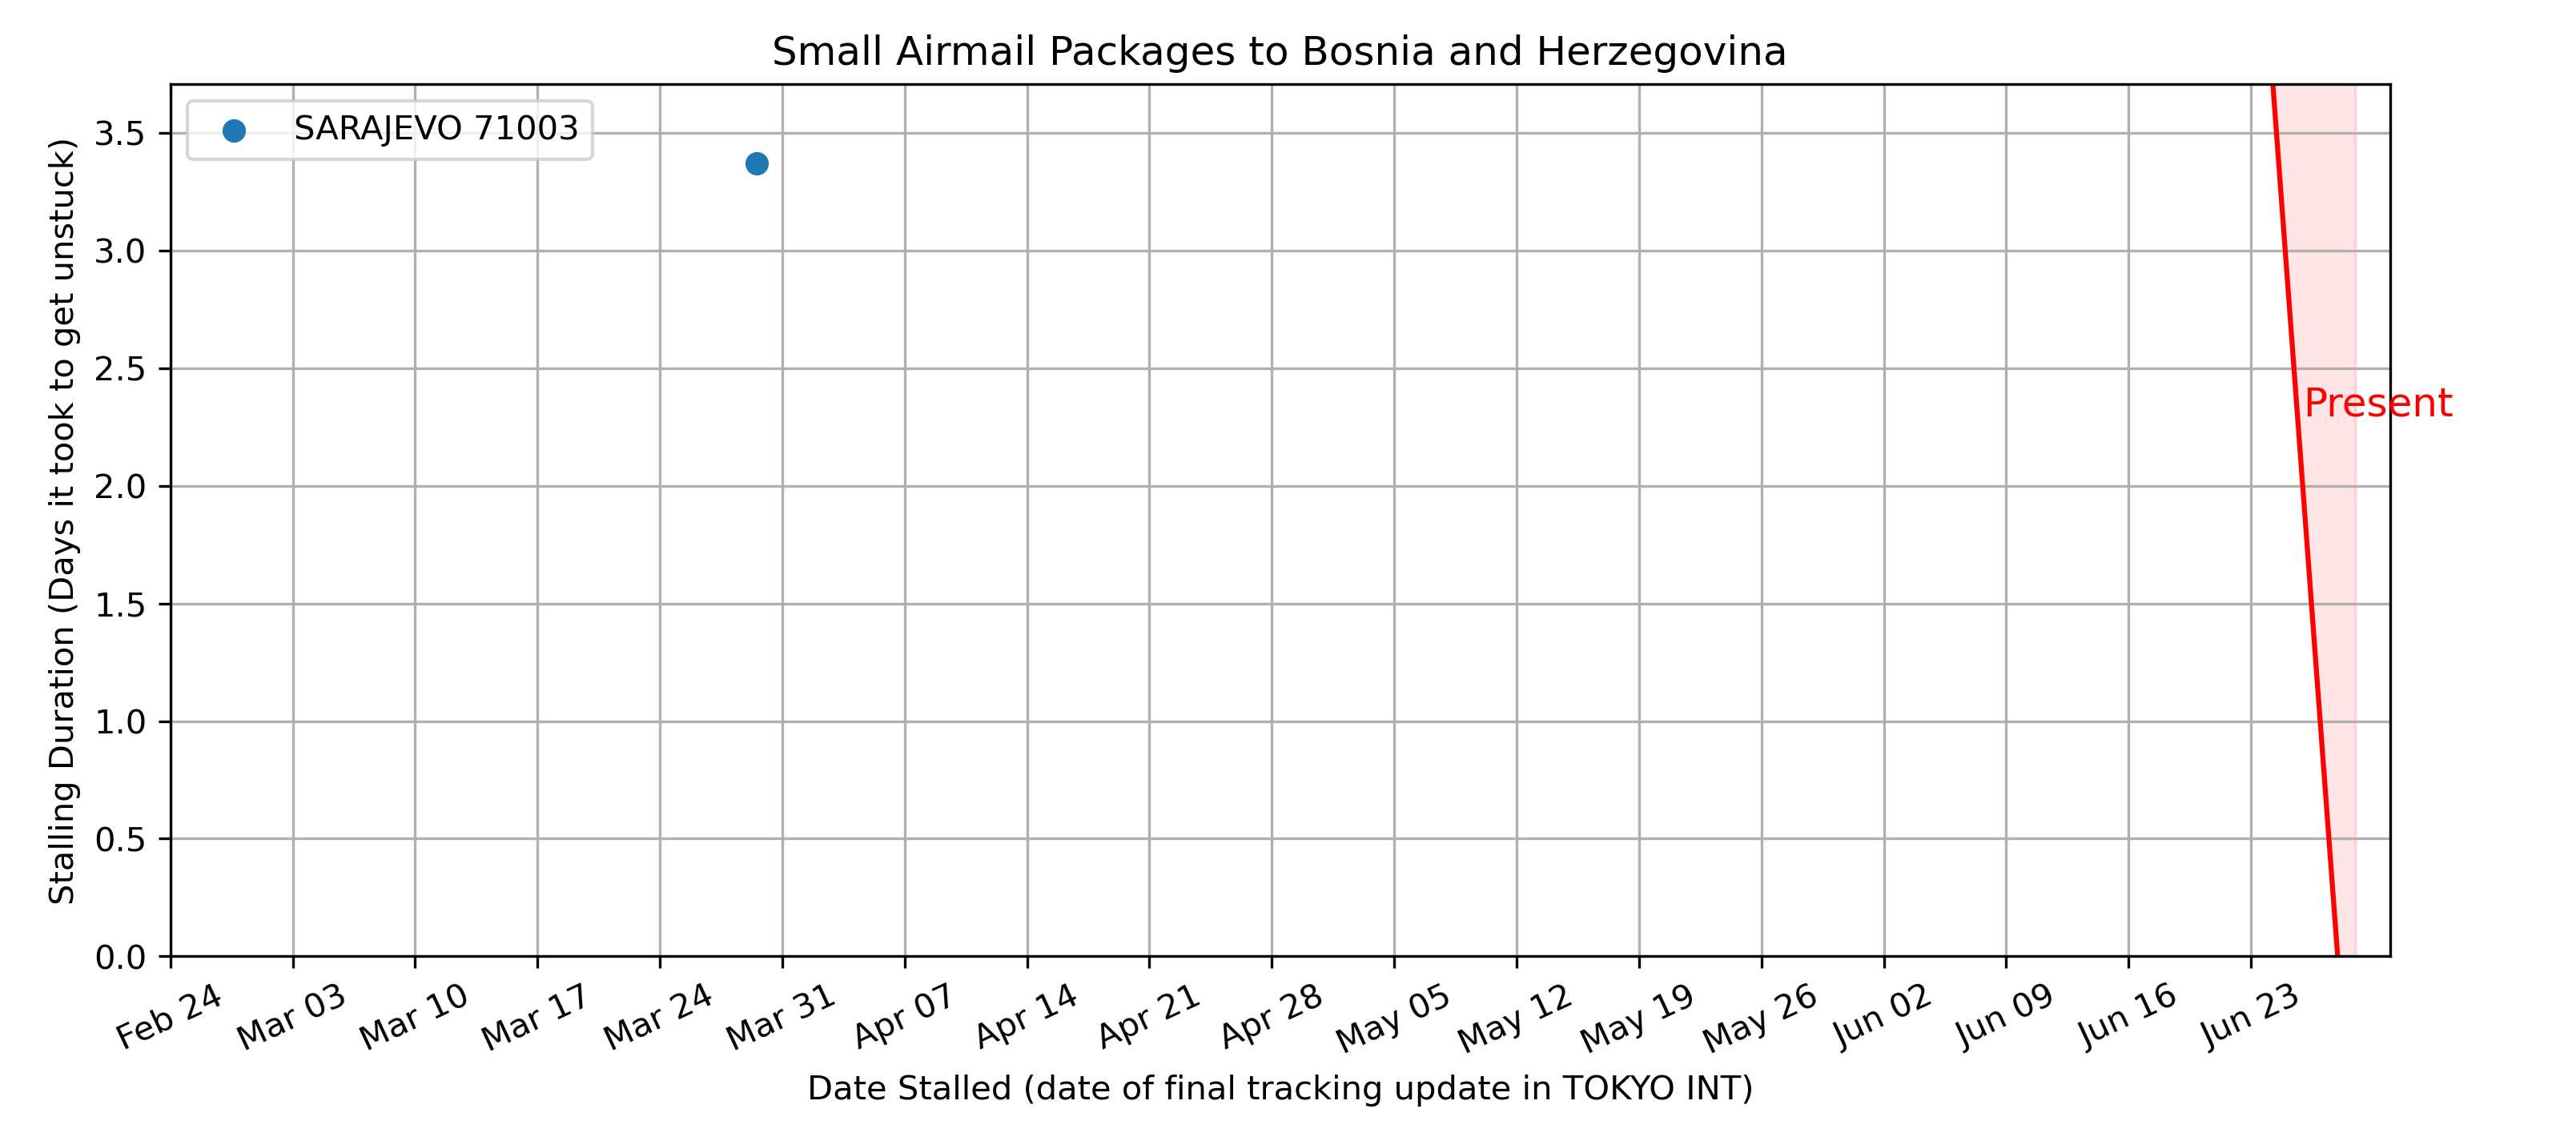 Small Airmail Packages to Bosnia and Herzegovina
SARAJEVO 71003
Stalling Duration (Days it took to get unstuck)
3.5
3.0
2.5
2.0
1.5
1.0
0.5
0.0
Present
Feb 24
Mar 03
Mar 10
Mar 17
Mar 24
Mar 31
Apr 07
Apr 14
Apr 21
Apr 28
May 05
May 12
May 19
May 26
Jun 02
Jun 09
Jun 16
Jun 23
Date Stalled (date of final tracking update in TOKYO INT)